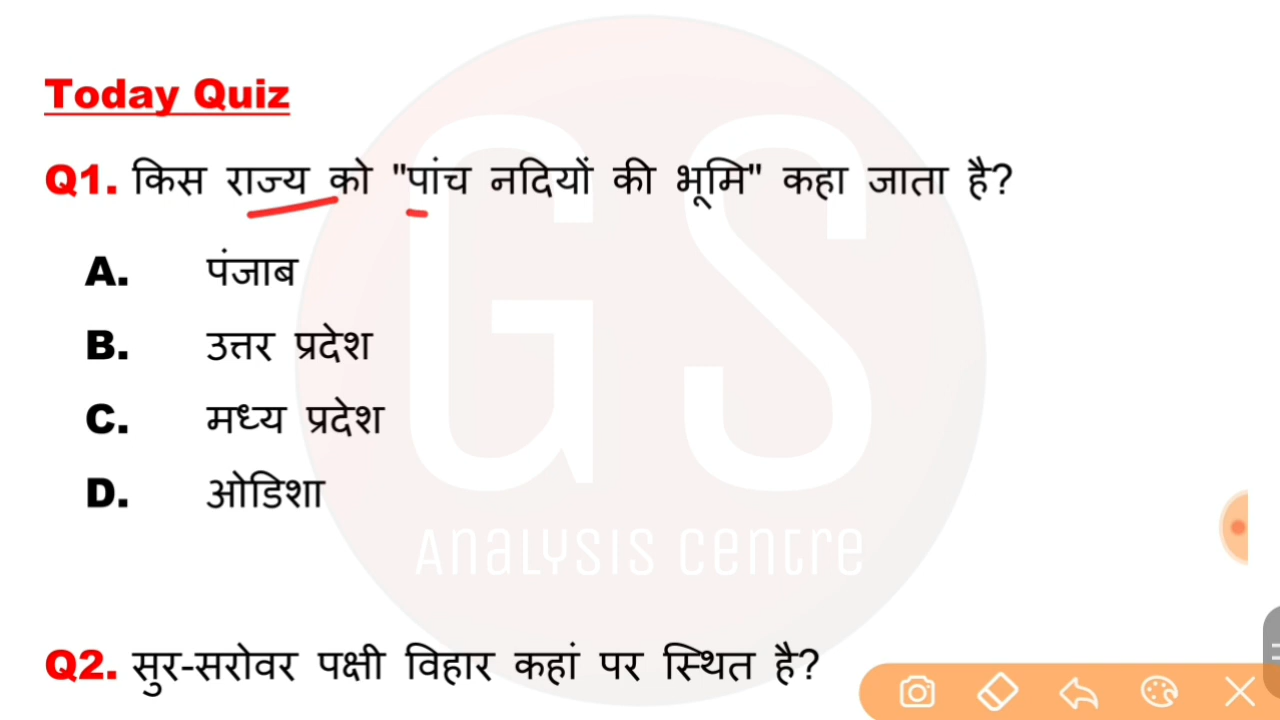 Today Quiz
Q1. किस राज्य को "पांच नदियों की भूमि" कहा जाता है?
A. पंजाब
B. उत्तर प्रदेश
C. मध्य प्रदेश
D. ओडिशा
GS
Analysis Centre
Q2. सुर-सरोवर पक्षी विहार कहां पर स्थित है?